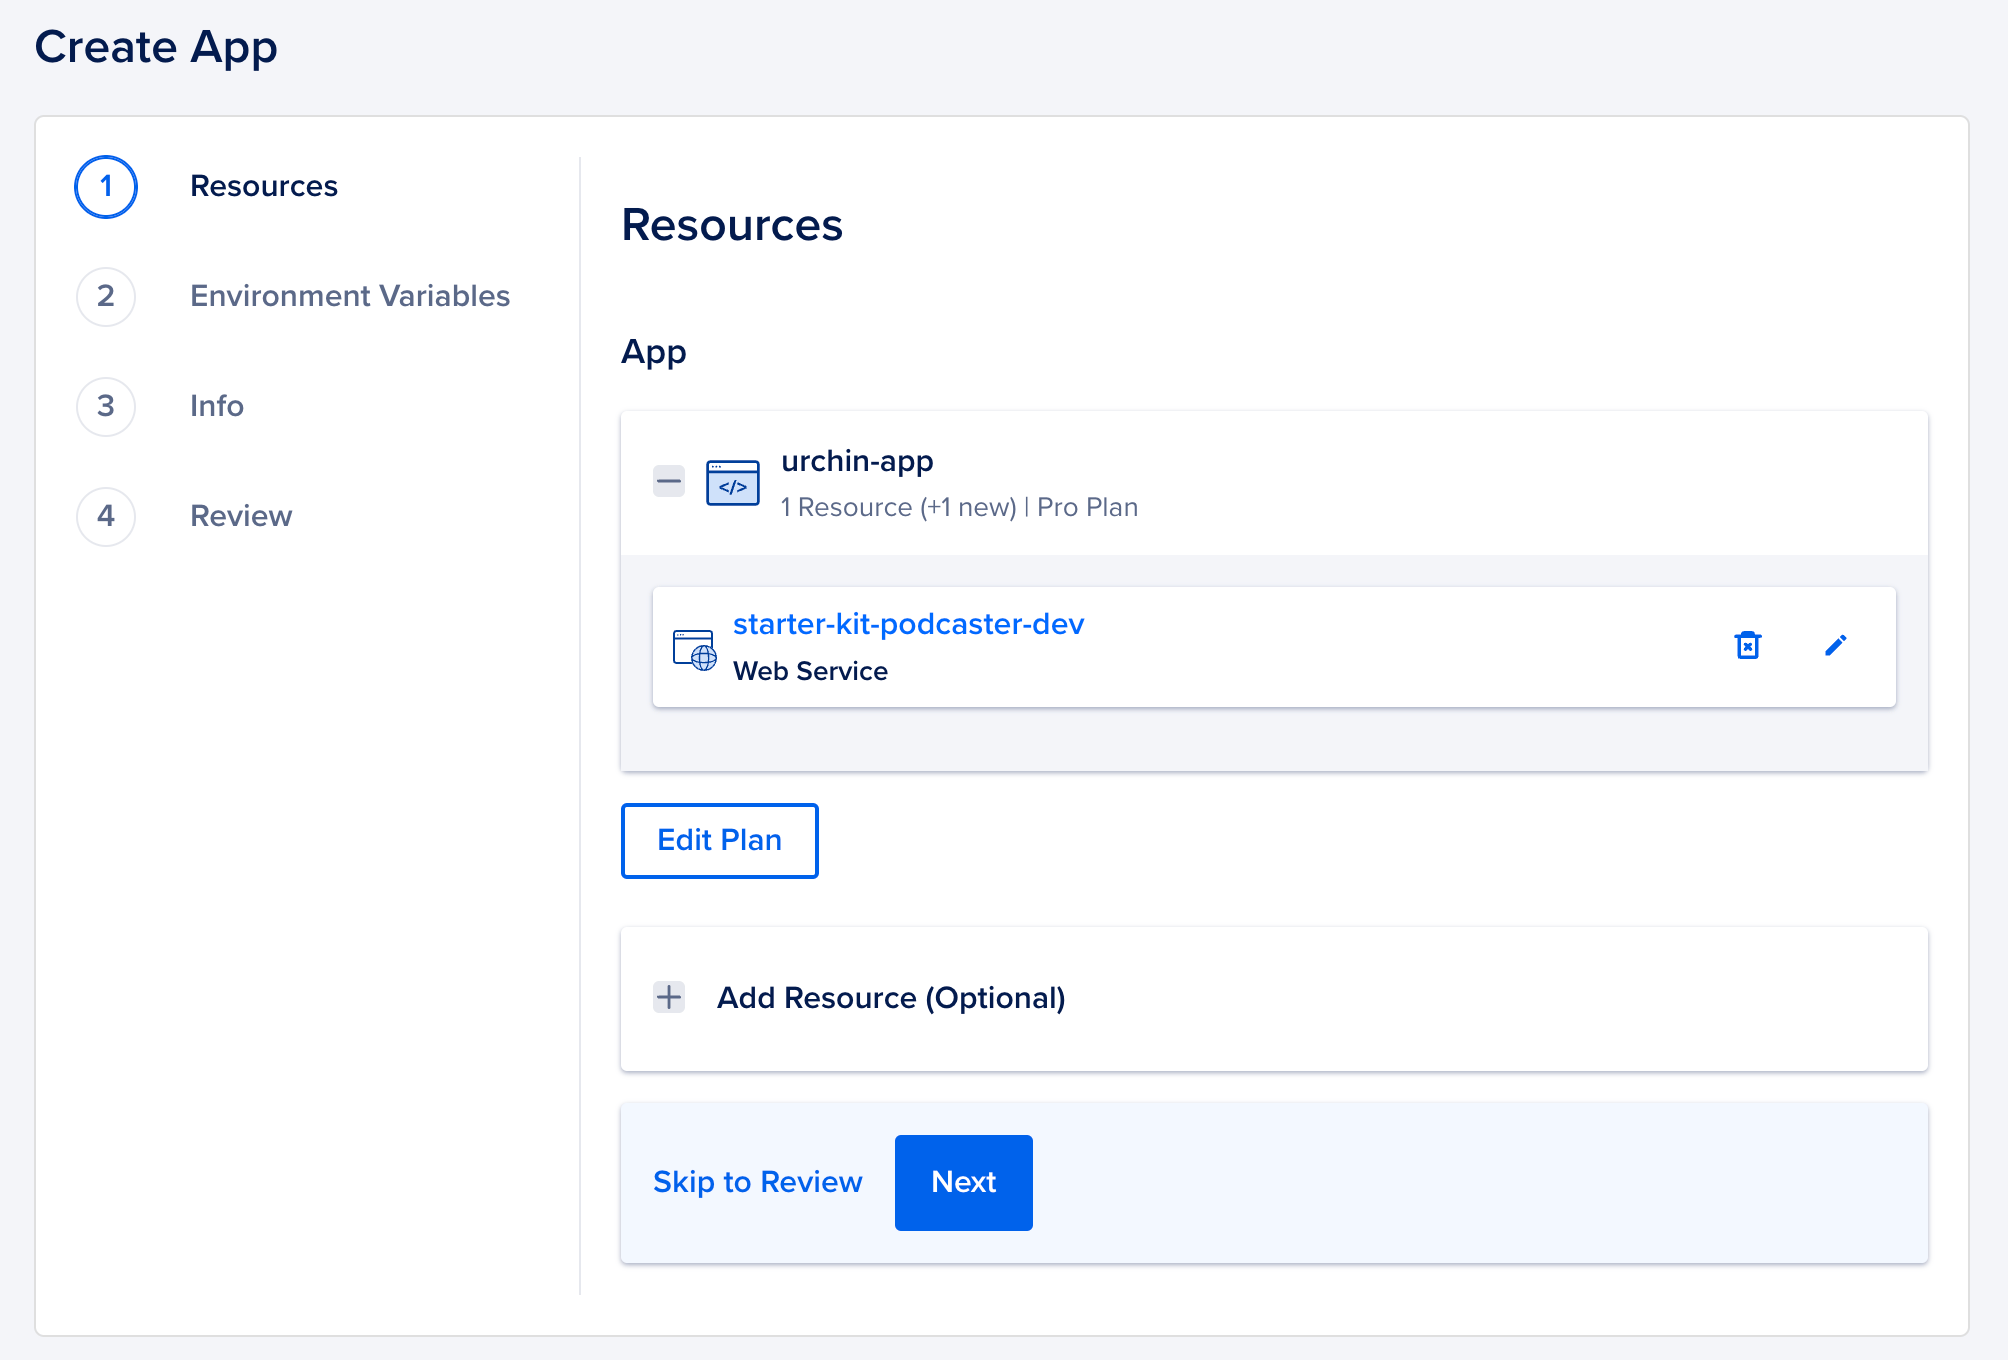 Create App
1 Resources
2 Environment Variables
3 Info
4 Review
Resources
App
</>
urchin-app
1 Resource (+1 new) | Pro Plan
starter-kit-podcaster-dev
Web Service
Edit Plan
Add Resource (Optional)
Skip to Review
Next